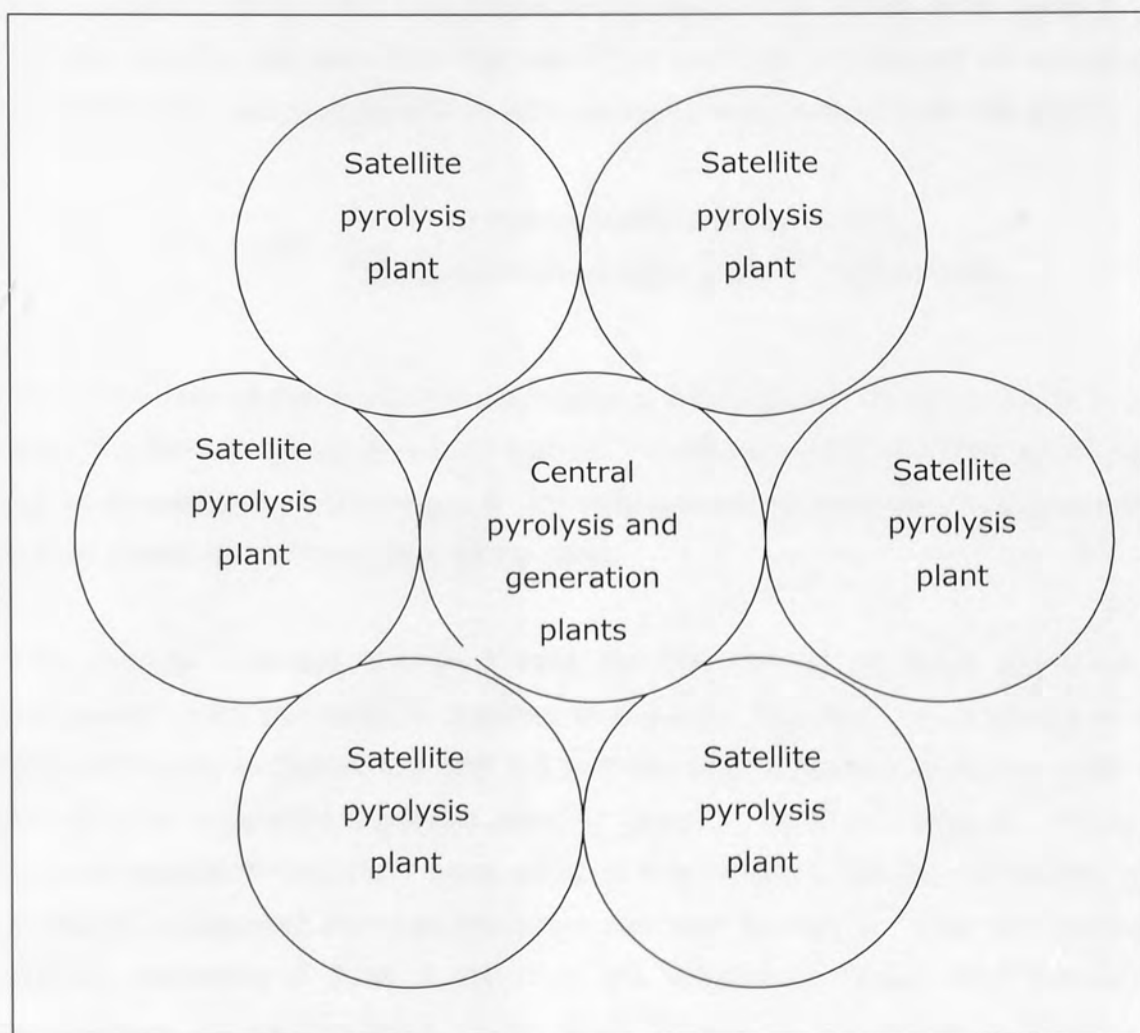 Satellite
pyrolysis
plant
Satellite
pyrolysis
plant
Satellite
pyrolysis
plant
Central
pyrolysis and
generation
plants
Satellite
pyrolysis
plant
Satellite
pyrolysis
plant
Satellite
pyrolysis
plant